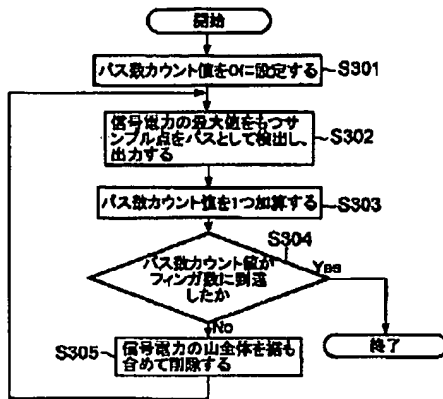 開始
パス数カウント値を0に設定する
S301
信号電力の最大値をもつサ
ンプル点をパスとして検出し、
出力する
S302
パス数カウント値を1つ加算する
S303
S304
パス数カウント値が
フィンガ数に到達
したか
Yes
No
終了
S305
信号電力の山全体を裾も
含めて削除する